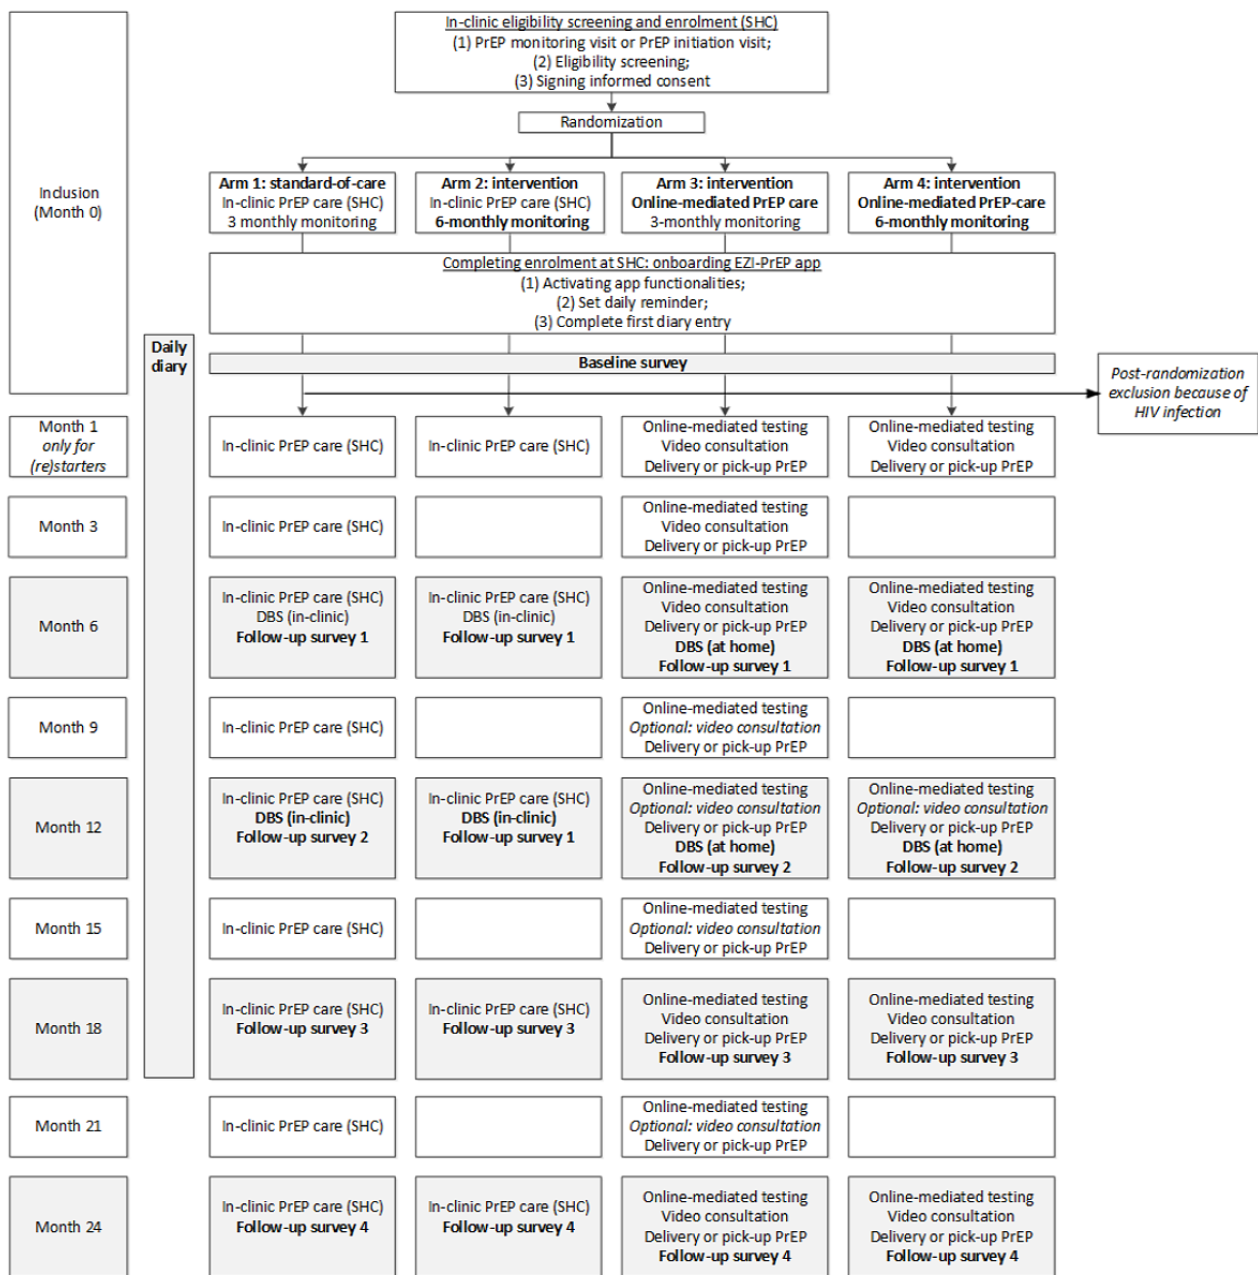 In-clinic eligibility screening and enrolment (SHC)
(1) PrEP monitoring visit or PrEP initiation visit;
(2) Eligibility screening;
(3) Signing informed consent
Randomization
Inclusion
(Month 0)
Arm 1: standard-of-care
In-clinic PrEP care (SHC)
3 monthly monitoring
Arm 2: intervention
In-clinic PrEP care (SHC)
6-monthly monitoring
Arm 3: intervention
Online-mediated PrEP care
3-monthly monitoring
Arm 4: intervention
Online-mediated PrEP-care
6-monthly monitoring
Completing enrolment at SHC: onboarding EZI-PrEP app
(1) Activating app functionalities;
(2) Set daily reminder;
(3) Complete first diary entry
Daily
diary
Baseline survey
Post-randomization
exclusion because of
HIV infection
Month 1
only for
(re)starters
In-clinic PrEP care (SHC)
In-clinic PrEP care (SHC)
Online-mediated testing
Video consultation
Delivery or pick-up PrEP
Online-mediated testing
Video consultation
Delivery or pick-up PrEP
Month 3
In-clinic PrEP care (SHC)
Online-mediated testing
Video consultation
Delivery or pick-up PrEP
Month 6
In-clinic PrEP care (SHC)
DBS (in-clinic)
Follow-up survey 1
In-clinic PrEP care (SHC)
DBS (in-clinic)
Follow-up survey 1
Online-mediated testing
Video consultation
Delivery or pick-up PrEP
DBS (at home)
Follow-up survey 1
Online-mediated testing
Video consultation
Delivery or pick-up PrEP
DBS (at home)
Follow-up survey 1
Month 9
In-clinic PrEP care (SHC)
Online-mediated testing
Optional: video consultation
Delivery or pick-up PrEP
Month 12
In-clinic PrEP care (SHC)
DBS (in-clinic)
Follow-up survey 2
In-clinic PrEP care (SHC)
DBS (in-clinic)
Follow-up survey 1
Online-mediated testing
Optional: video consultation
Delivery or pick-up PrEP
DBS (at home)
Follow-up survey 2
Online-mediated testing
Optional: video consultation
Delivery or pick-up PrEP
DBS (at home)
Follow-up survey 2
Month 15
In-clinic PrEP care (SHC)
Online-mediated testing
Optional: video consultation
Delivery or pick-up PrEP
Month 18
In-clinic PrEP care (SHC)
Follow-up survey 3
In-clinic PrEP care (SHC)
Follow-up survey 3
Online-mediated testing
Video consultation
Delivery or pick-up PrEP
Follow-up survey 3
Online-mediated testing
Video consultation
Delivery or pick-up PrEP
Follow-up survey 3
Month 21
In-clinic PrEP care (SHC)
Online-mediated testing
Optional: video consultation
Delivery or pick-up PrEP
Month 24
In-clinic PrEP care (SHC)
Follow-up survey 4
In-clinic PrEP care (SHC)
Follow-up survey 4
Online-mediated testing
Video consultation
Delivery or pick-up PrEP
Follow-up survey 4
Online-mediated testing
Video consultation
Delivery or pick-up PrEP
Follow-up survey 4